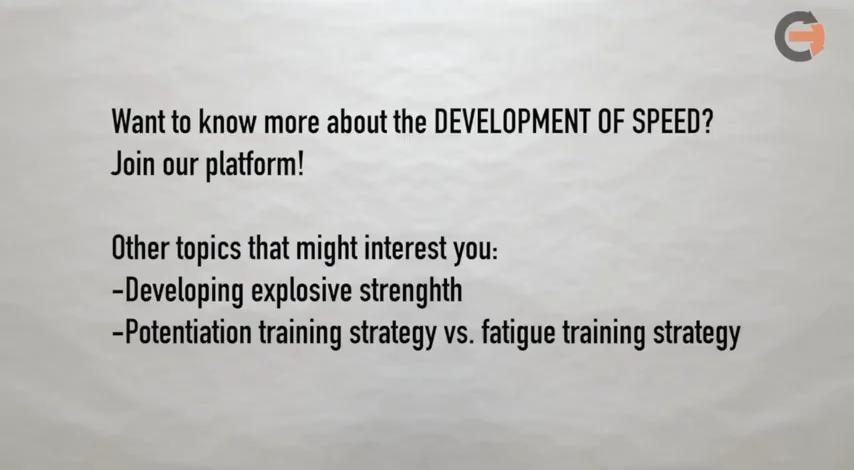 Want to know more about the DEVELOPMENT OF SPEED?
Join our platform!
Other topics that might interest you:
-Developing explosive strenghth
-Potentiation training strategy vs. fatigue training strategy